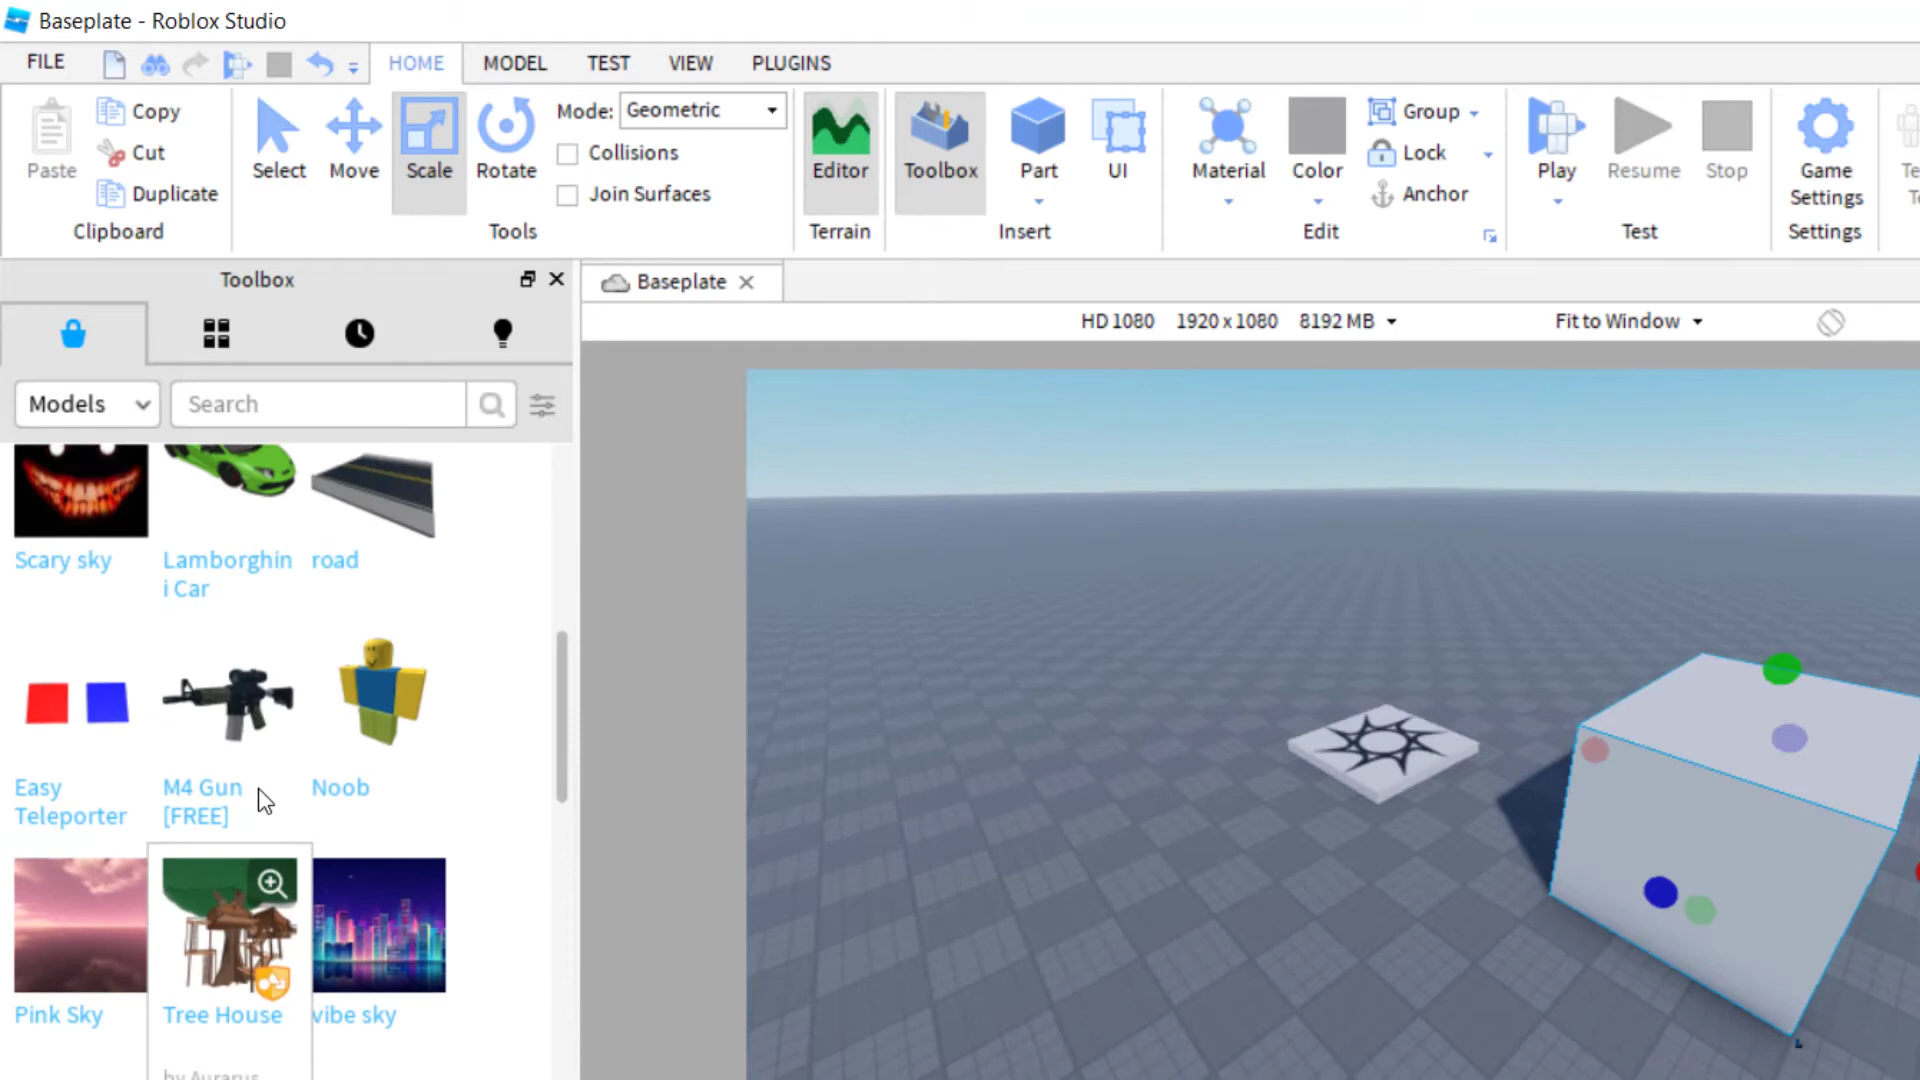 Baseplate - Roblox Studio
FILE
HOME
MODEL
TEST
VIEW
PLUGINS
Paste
Copy
Cut
Duplicate
Clipboard
Select
Move
Scale
Rotate
Mode: Geometric
Collisions
Join Surfaces
Tools
Editor
Terrain
Toolbox
Part
UI
Insert
Material
Color
Group
Lock
Anchor
Edit
Play
Resume
Stop
Test
Game
Settings
Settings
Toolbox
Baseplate
HD 1080 1920 x 1080 8192 MB
Fit to Window
Models
Search
Scary sky
Lamborghin
i Car
road
Easy
Teleporter
M4 Gun
[FREE]
Noob
Pink Sky
Tree House
vibe sky